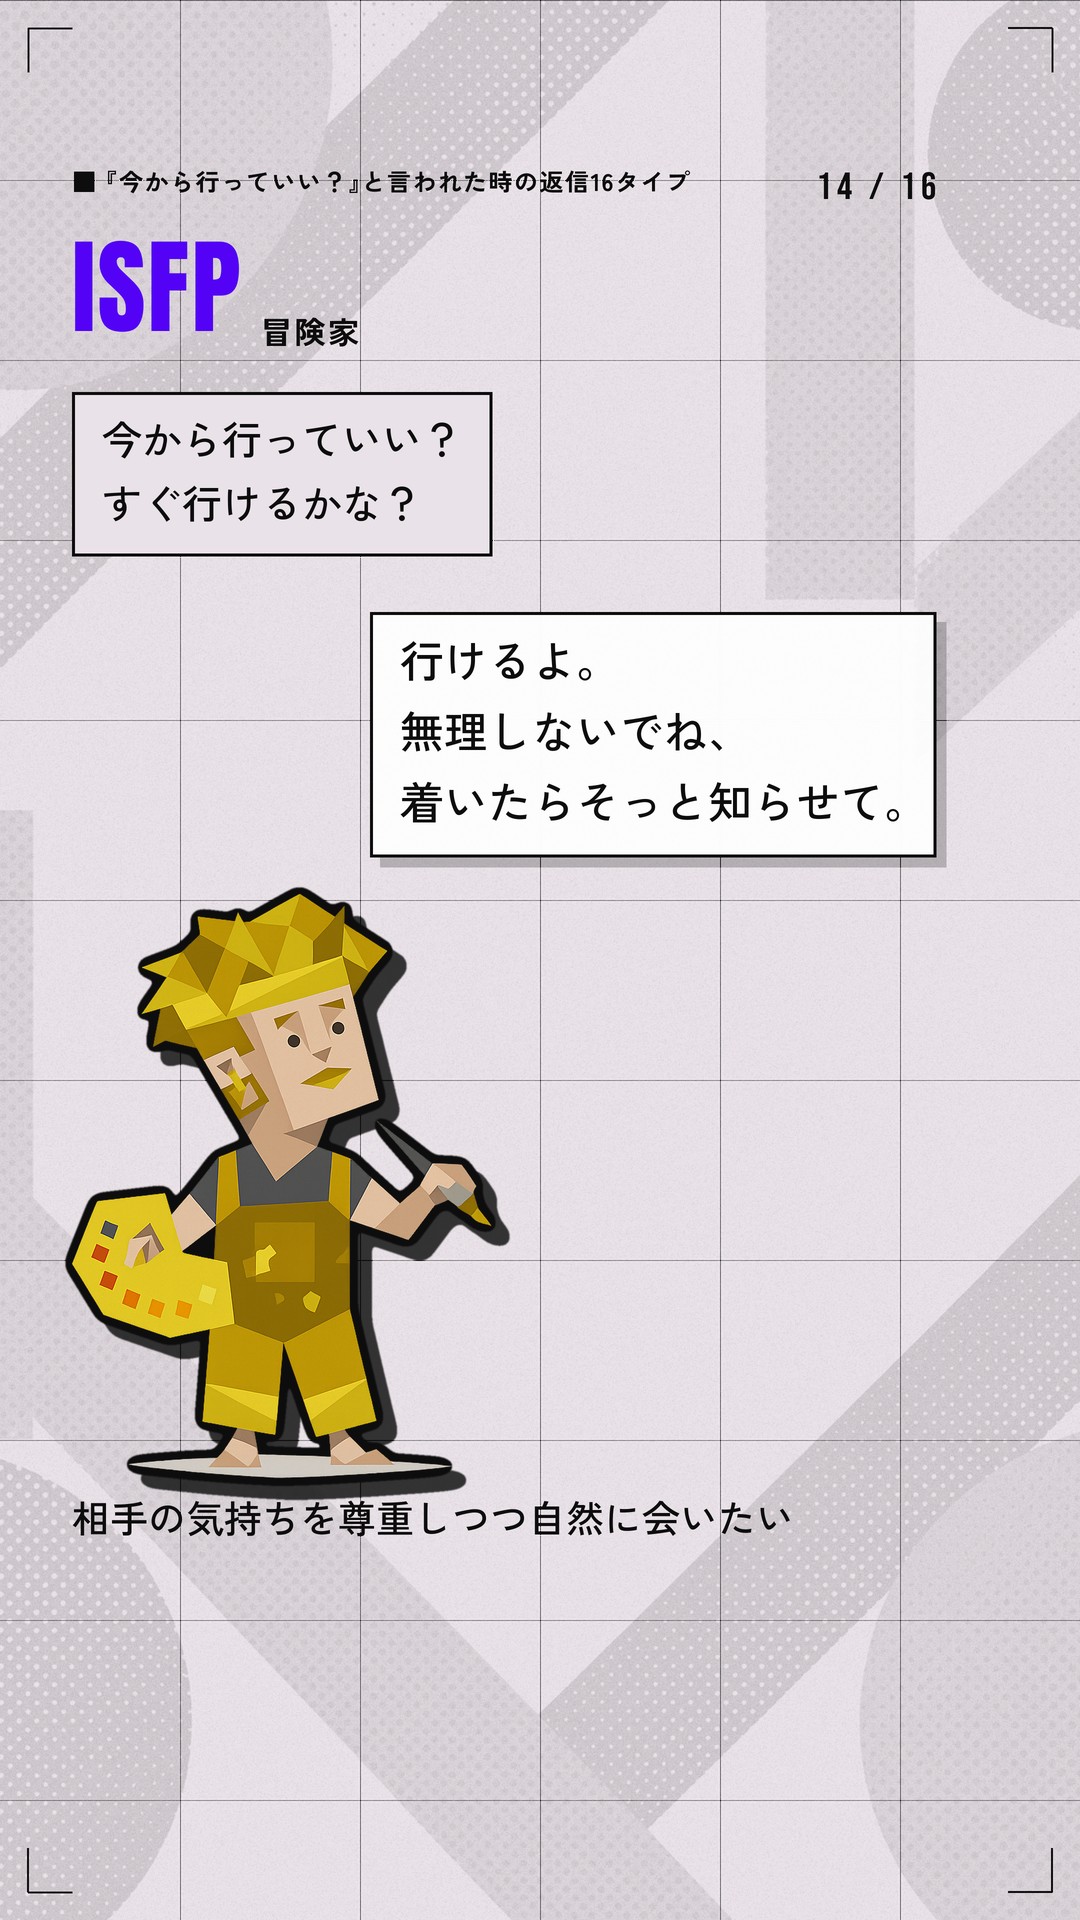 ■『今から行っていい？』と言われた時の返信16タイプ
14 / 16
ISFP
冒険家
今から行っていい？
すぐ行けるかな？
行けるよ。
無理しないでね、
着いたらそっと知らせて。
相手の気持ちを尊重しつつ自然に会いたい